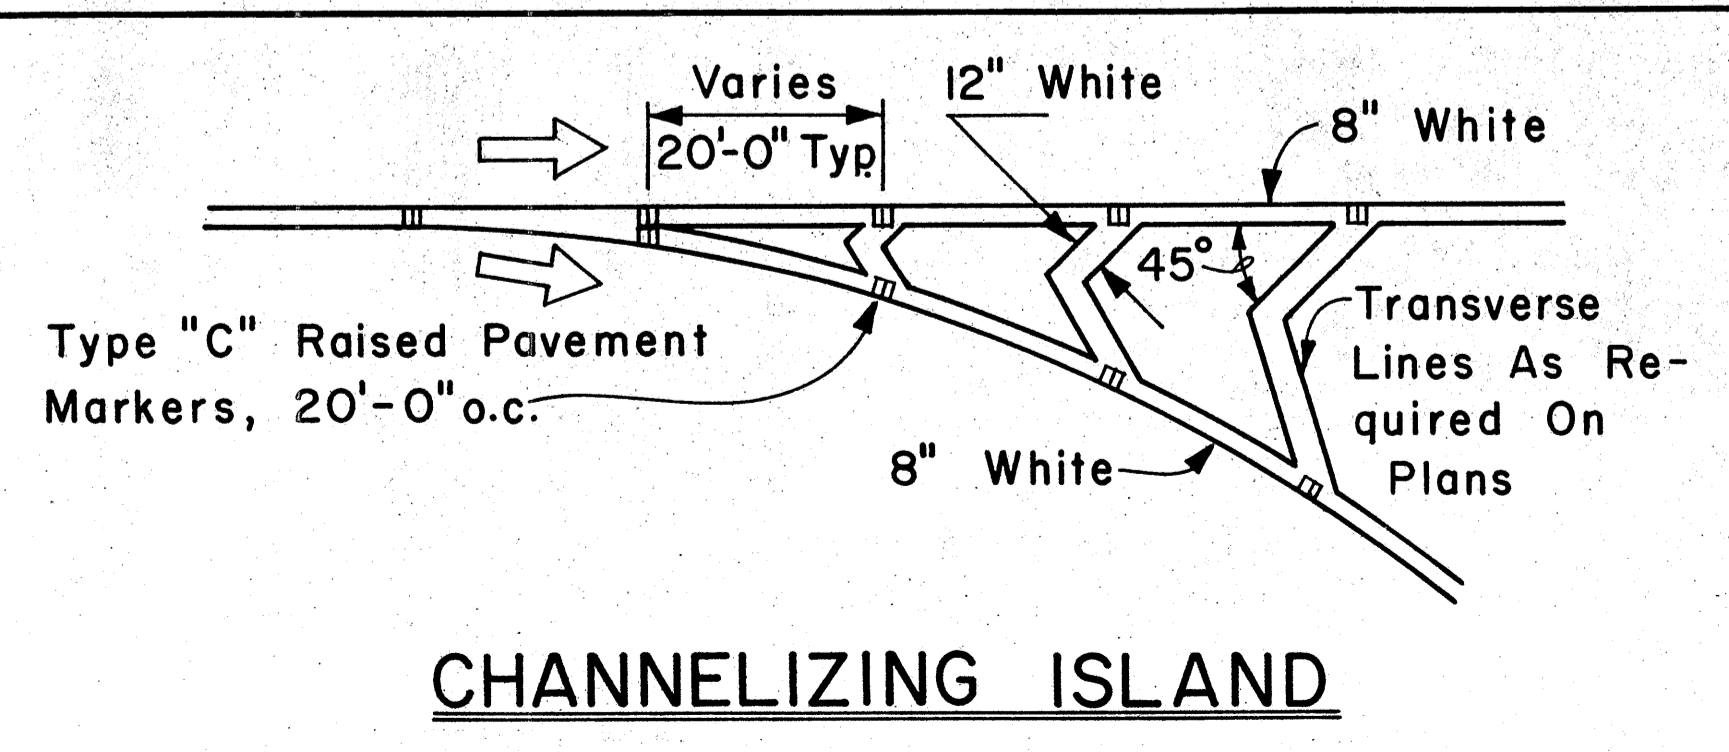 Varies
20'-0" Typ.
12" White
8" White
45°
Type "C" Raised Pavement
Markers, 20'-0" o.c.
Transverse
Lines As Re-
quired On
Plans
8" White
CHANNELIZING ISLAND